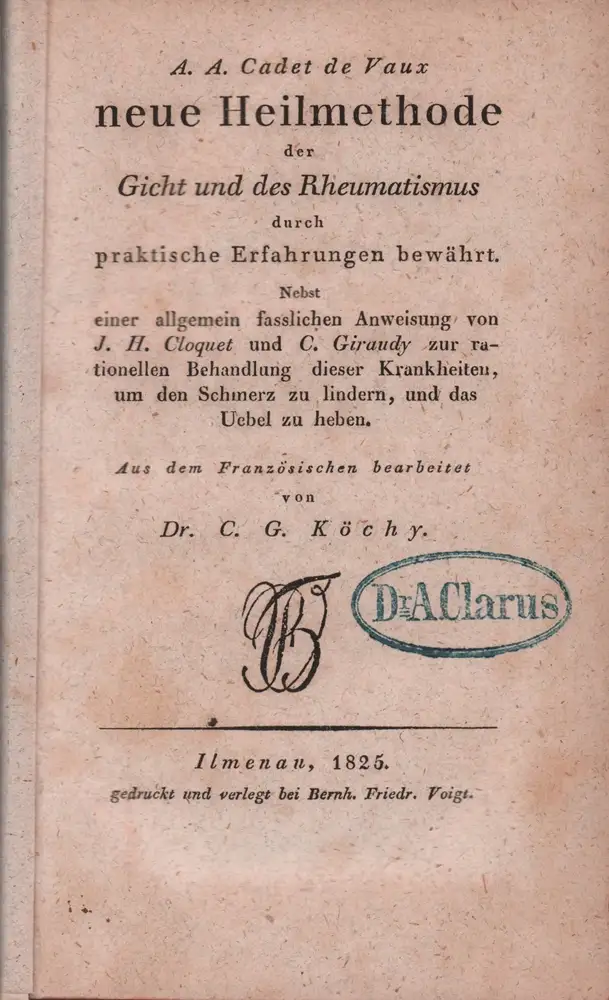 A. A. Cadet de Vaux
neue Heilmethode
der
Gicht und des Rheumatismus
durch
praktische Erfahrungen bewährt.
Nebst
einer allgemein fasslichen Anweisung von
J. H. Cloquet und C. Giraudy zur ra-
tionellen Behandlung dieser Krankheiten,
um den Schmerz zu lindern, und das
Uebel zu heben.
Aus dem Französischen bearbeitet
von
Dr. C. G. Köchy.
Dr. A. Clarus
Ilmenau, 1825.
gedruckt und verlegt bei Bernh. Friedr. Voigt.